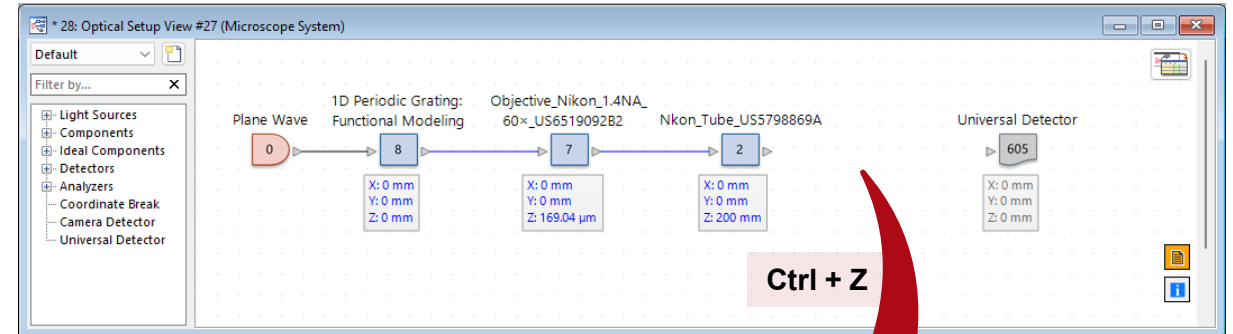 * 28: Optical Setup View #27 (Microscope System)
Default
Filter by...
Light Sources
Components
Ideal Components
Detectors
Analyzers
Coordinate Break
Camera Detector
Universal Detector
Plane Wave
0
1D Periodic Grating:
Functional Modeling
8
X: 0 mm
Y: 0 mm
Z: 0 mm
Objective_Nikon_1.4NA_
60×_US6519092B2
7
X: 0 mm
Y: 0 mm
Z: 169.04 µm
Nkon_Tube_US5798869A
2
X: 0 mm
Y: 0 mm
Z: 200 mm
Universal Detector
605
X: 0 mm
Y: 0 mm
Z: 0 mm
Ctrl + Z